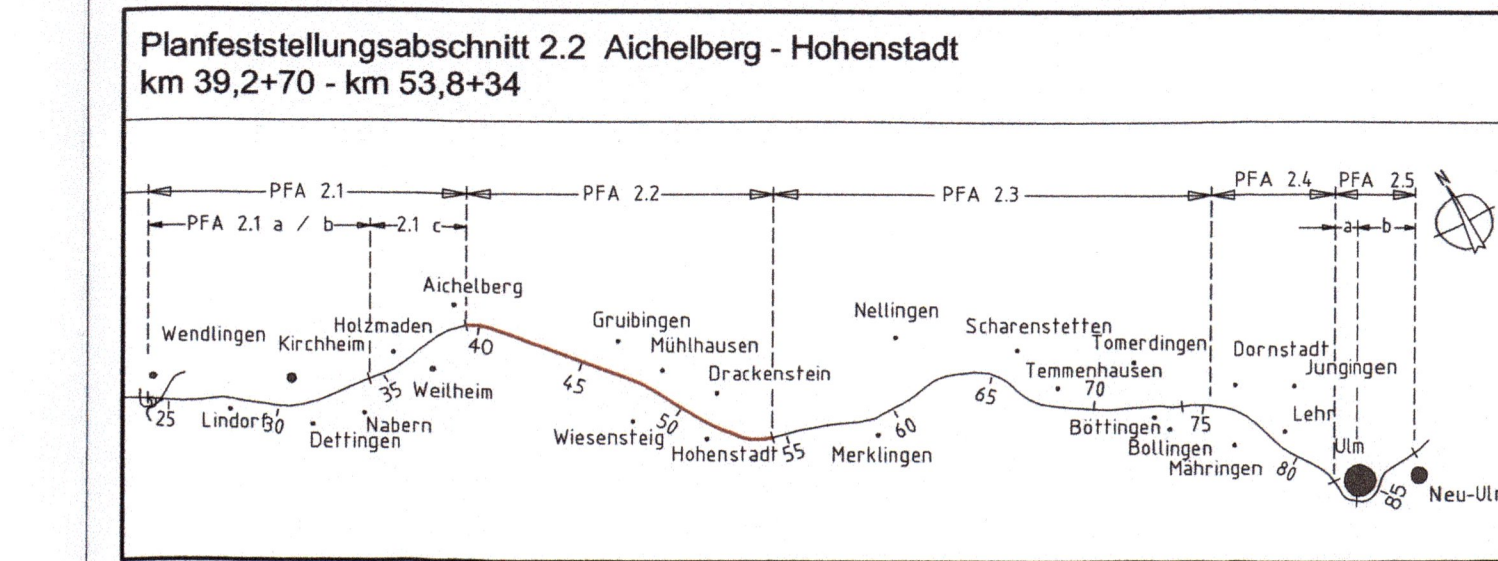 Planfeststellungsabschnitt 2.2 Aichelberg - Hohenstadt
km 39,2+70 - km 53,8+34
PFA 2.1
PFA 2.2
PFA 2.3
PFA 2.4
PFA 2.5
N
PFA 2.1 a / b
2.1 c
a
b
Aichelberg
Wendlingen
Kirchheim
Holzmaden
40
Gruibingen
Mühlhausen
Drackenstein
Nellingen
Scharenstetten
Tomerdingen
Temmenhausen
70
Dornstadt
Jungingen
25
Lindorf
30
Dettingen
Nabern
35
Weilheim
45
Wiesensteig
50
Hohenstadt
55
Merklingen
60
65
Böttingen
75
Bollingen
Mähringen
Lehr
80
Ulm
85